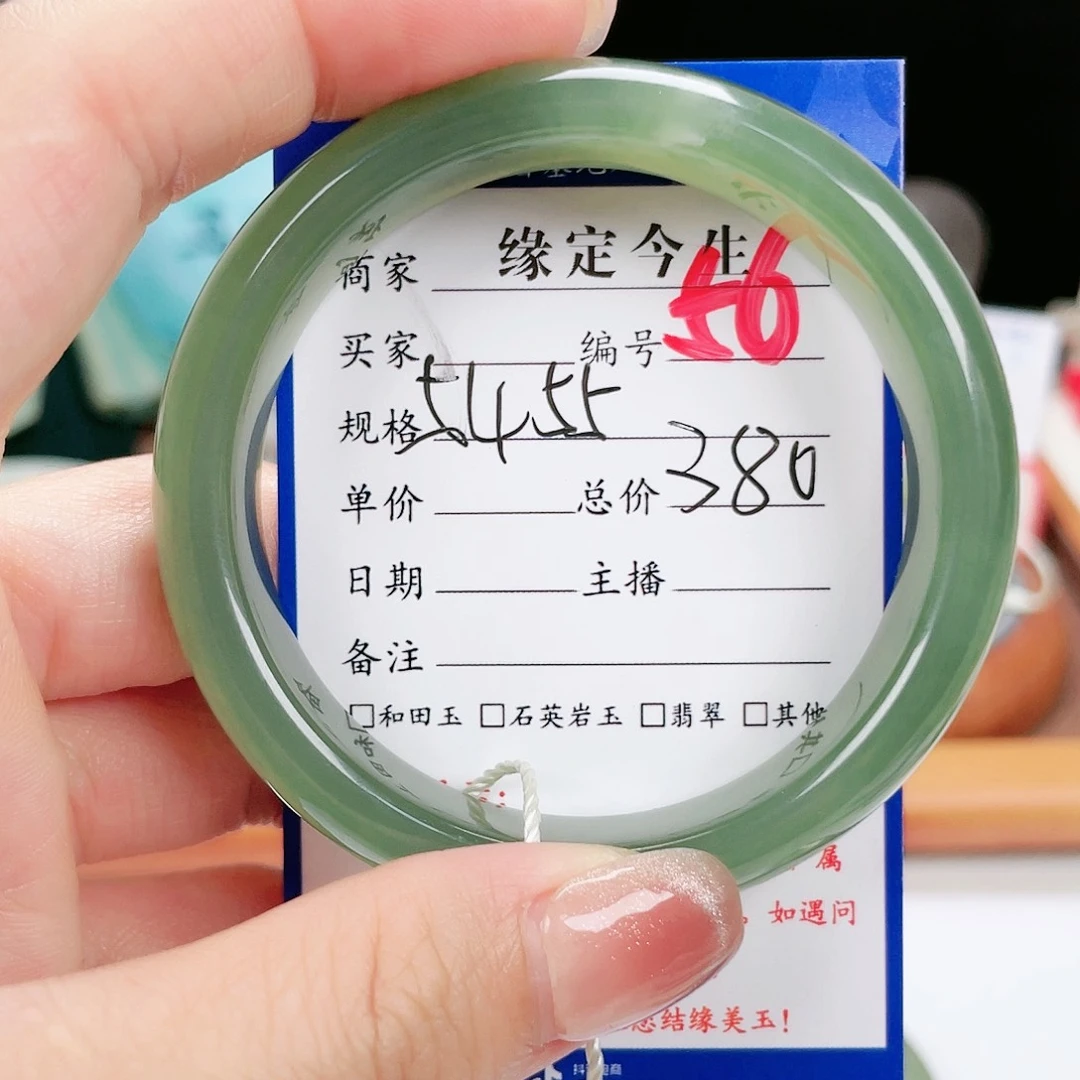 商家 缘定今生
买家 编号 56
规格 5455
单价 总价 380
日期 主播
备注
□和田玉 □石英岩玉 □翡翠 □其他
属
。如遇问
您结缘美玉!